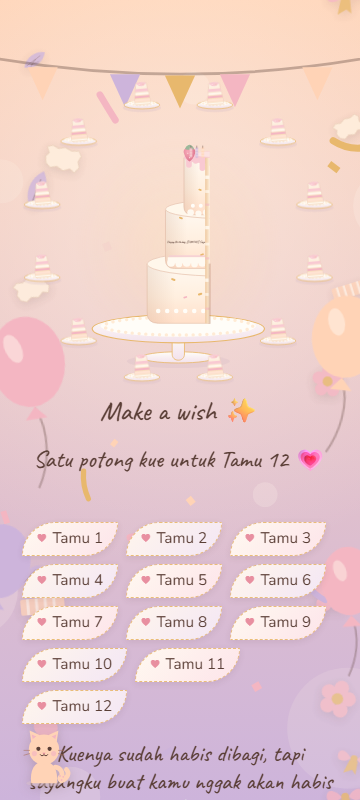 Make a wish ✨
Satu potong kue untuk Tamu 12 💗
Tamu 1
Tamu 2
Tamu 3
Tamu 4
Tamu 5
Tamu 6
Tamu 7
Tamu 8
Tamu 9
Tamu 10
Tamu 11
Tamu 12
Kuenya sudah habis dibagi, tapi
sayangku buat kamu nggak akan habis